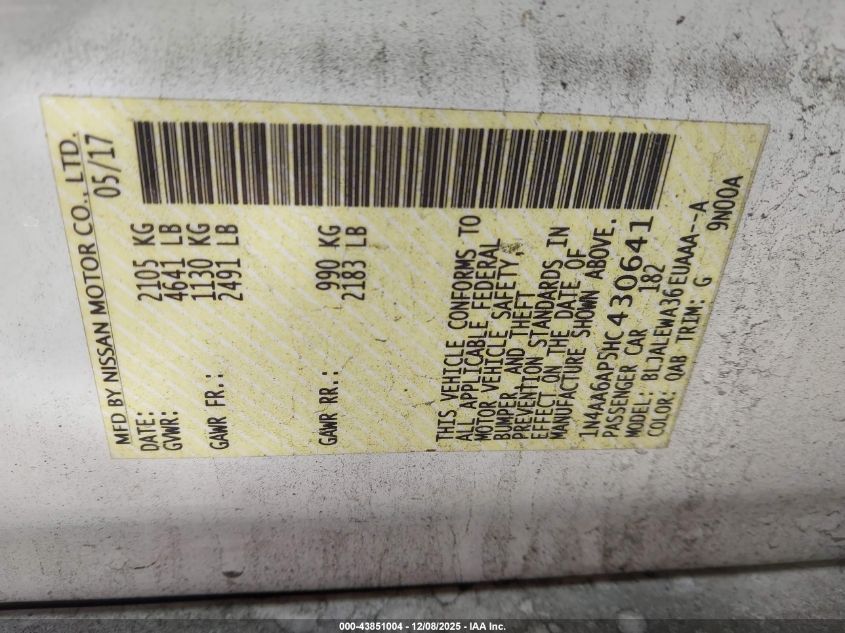 MFD BY NISSAN MOTOR CO., LTD.
DATE: 05/17
GVWR: 2105 KG
4641 LB
GAWR FR.: 1130 KG
2491 LB
GAWR RR.: 990 KG
2183 LB
THIS VEHICLE CONFORMS TO
ALL APPLICABLE FEDERAL
MOTOR VEHICLE SAFETY,
BUMPER, AND THEFT
PREVENTION STANDARDS IN
EFFECT ON THE DATE OF
MANUFACTURE SHOWN ABOVE.
1N4AA6AP5HC430641
PASSENGER CAR 182
MODEL: BLJALEWA36EUAAA--A
COLOR: QAB TRIM: G 9N00A
000-43851004 - 12/08/2025 - IAA Inc.